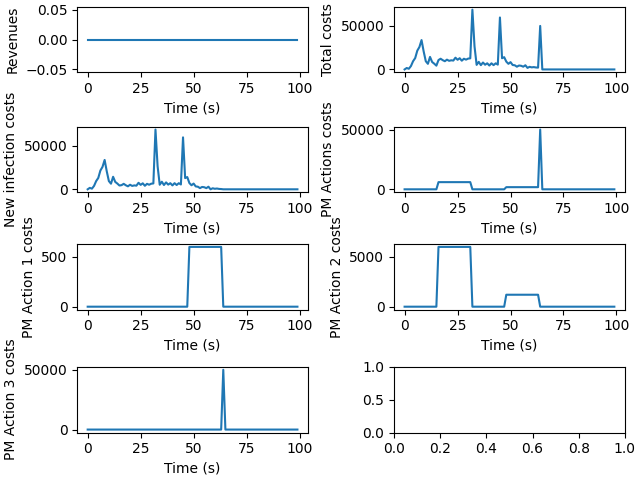 Revenues
0.05
0.00
−0.05
0 25 50 75 100
Time (s)
Total costs
50000
0
0 25 50 75 100
Time (s)
New infection costs
50000
0
0 25 50 75 100
Time (s)
PM Actions costs
50000
0
0 25 50 75 100
Time (s)
PM Action 1 costs
500
0
0 25 50 75 100
Time (s)
PM Action 2 costs
5000
0
0 25 50 75 100
Time (s)
PM Action 3 costs
50000
0
0 25 50 75 100
Time (s)
1.0
0.5
0.0
0.0 0.2 0.4 0.6 0.8 1.0